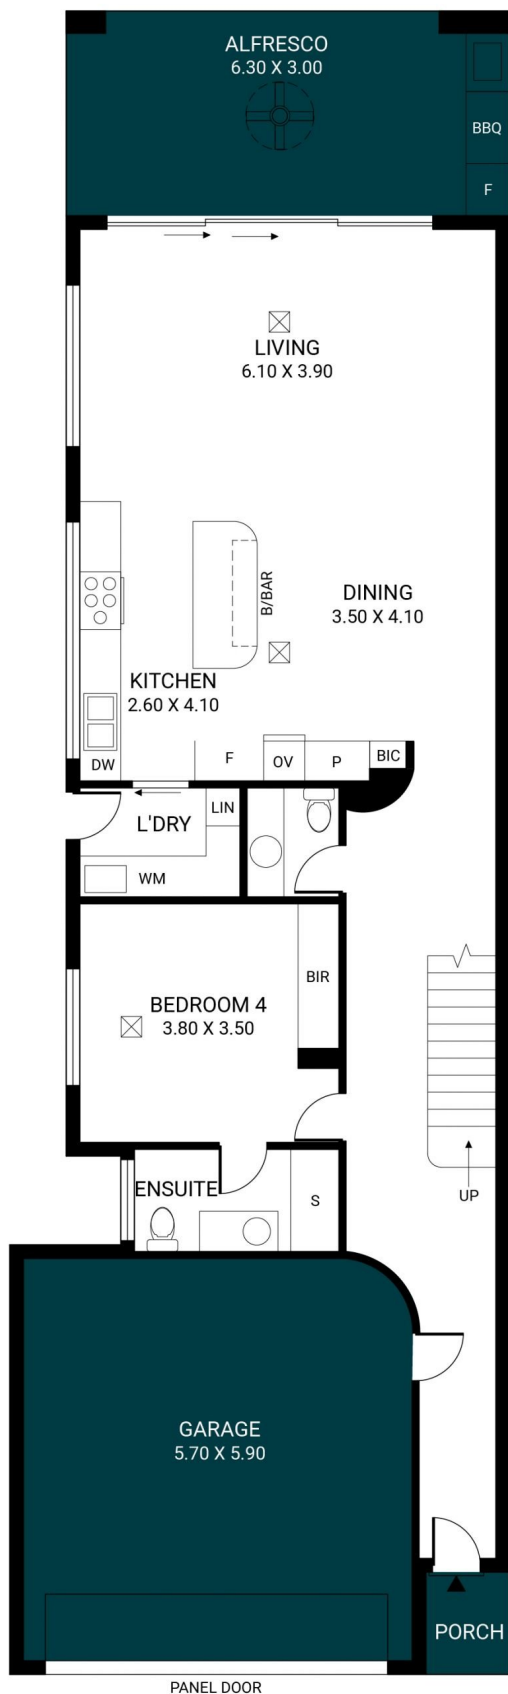 ALFRESCO
6.30 X 3.00
BBQ
F
LIVING
6.10 X 3.90
B/BAR
DINING
3.50 X 4.10
KITCHEN
2.60 X 4.10
DW
F
OV
P
BIC
L'DRY
LIN
WM
BEDROOM 4
3.80 X 3.50
BIR
ENSUITE
S
UP
GARAGE
5.70 X 5.90
PORCH
PANEL DOOR